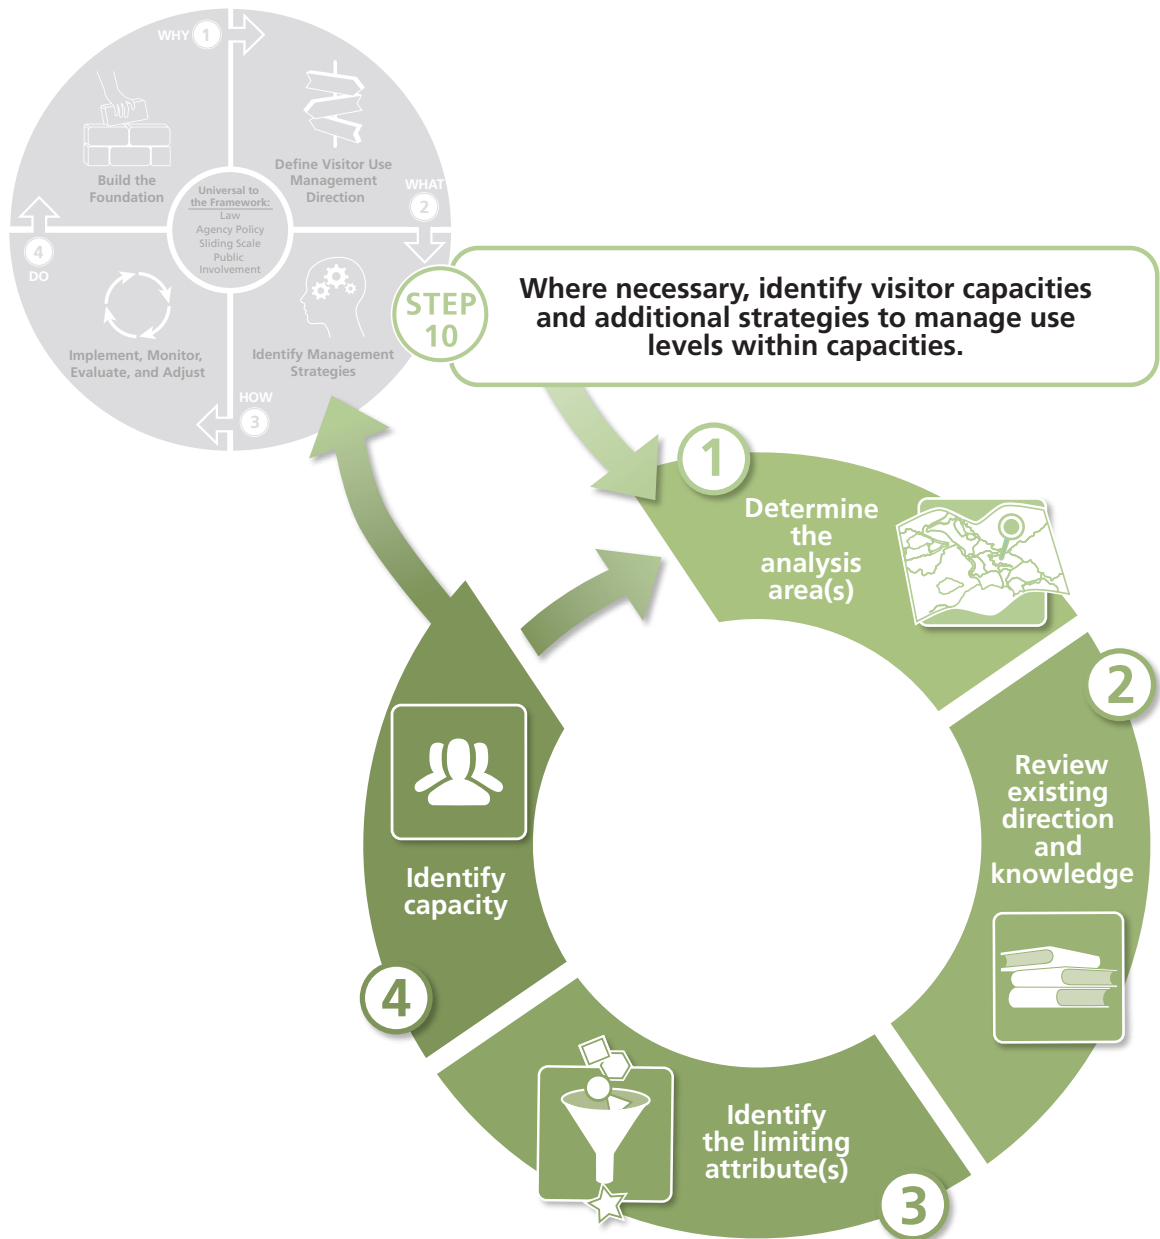 WHY 1
Build the
Foundation
Define Visitor Use
Management
Direction
WHAT
2
Universal to
the Framework:
Law
Agency Policy
Sliding Scale
Public
Involvement
4
DO
Implement, Monitor,
Evaluate, and Adjust
Identify Management
Strategies
HOW
3
STEP
10
Where necessary, identify visitor capacities
and additional strategies to manage use
levels within capacities.
1
Determine
the
analysis
area(s)
2
Review
existing
direction
and
knowledge
3
Identify
the limiting
attribute(s)
4
Identify
capacity